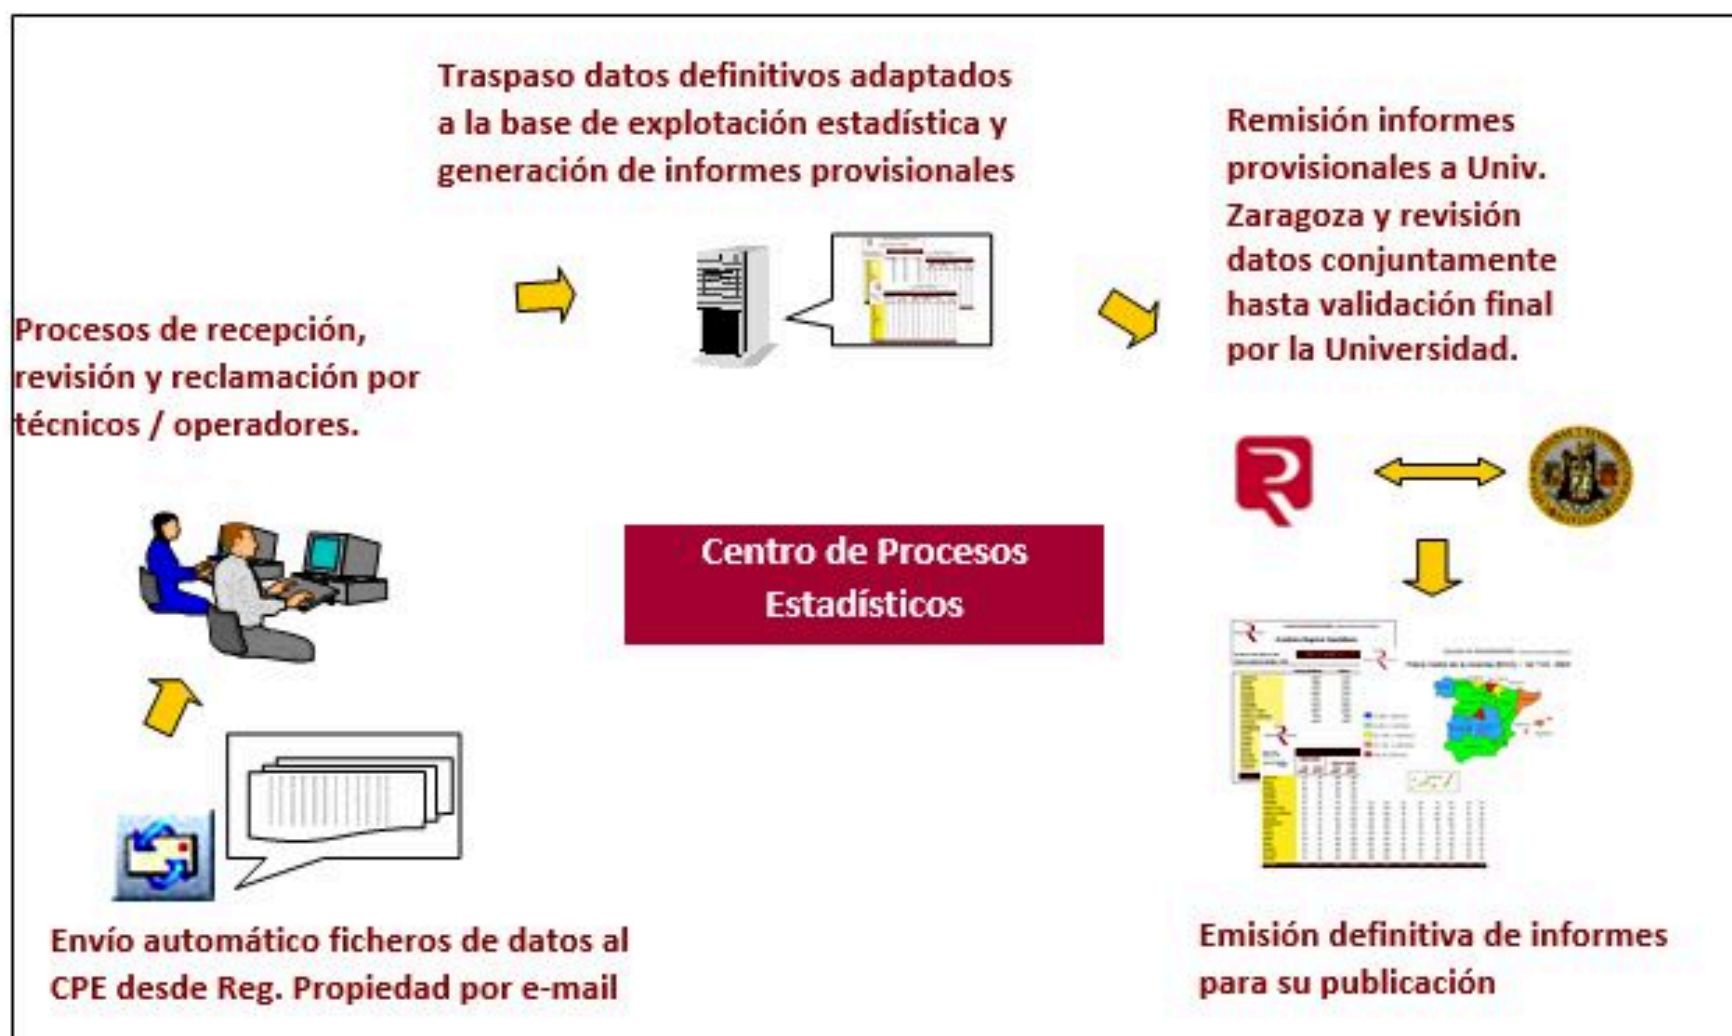 Traspaso datos definitivos adaptados
a la base de explotación estadística y
generación de informes provisionales
Remisión informes
provisionales a Univ.
Zaragoza y revisión
datos conjuntamente
hasta validación final
por la Universidad.
Procesos de recepción,
revisión y reclamación por
técnicos / operadores.
Centro de Procesos
Estadísticos
Envío automático ficheros de datos al
CPE desde Reg. Propiedad por e-mail
Emisión definitiva de informes
para su publicación